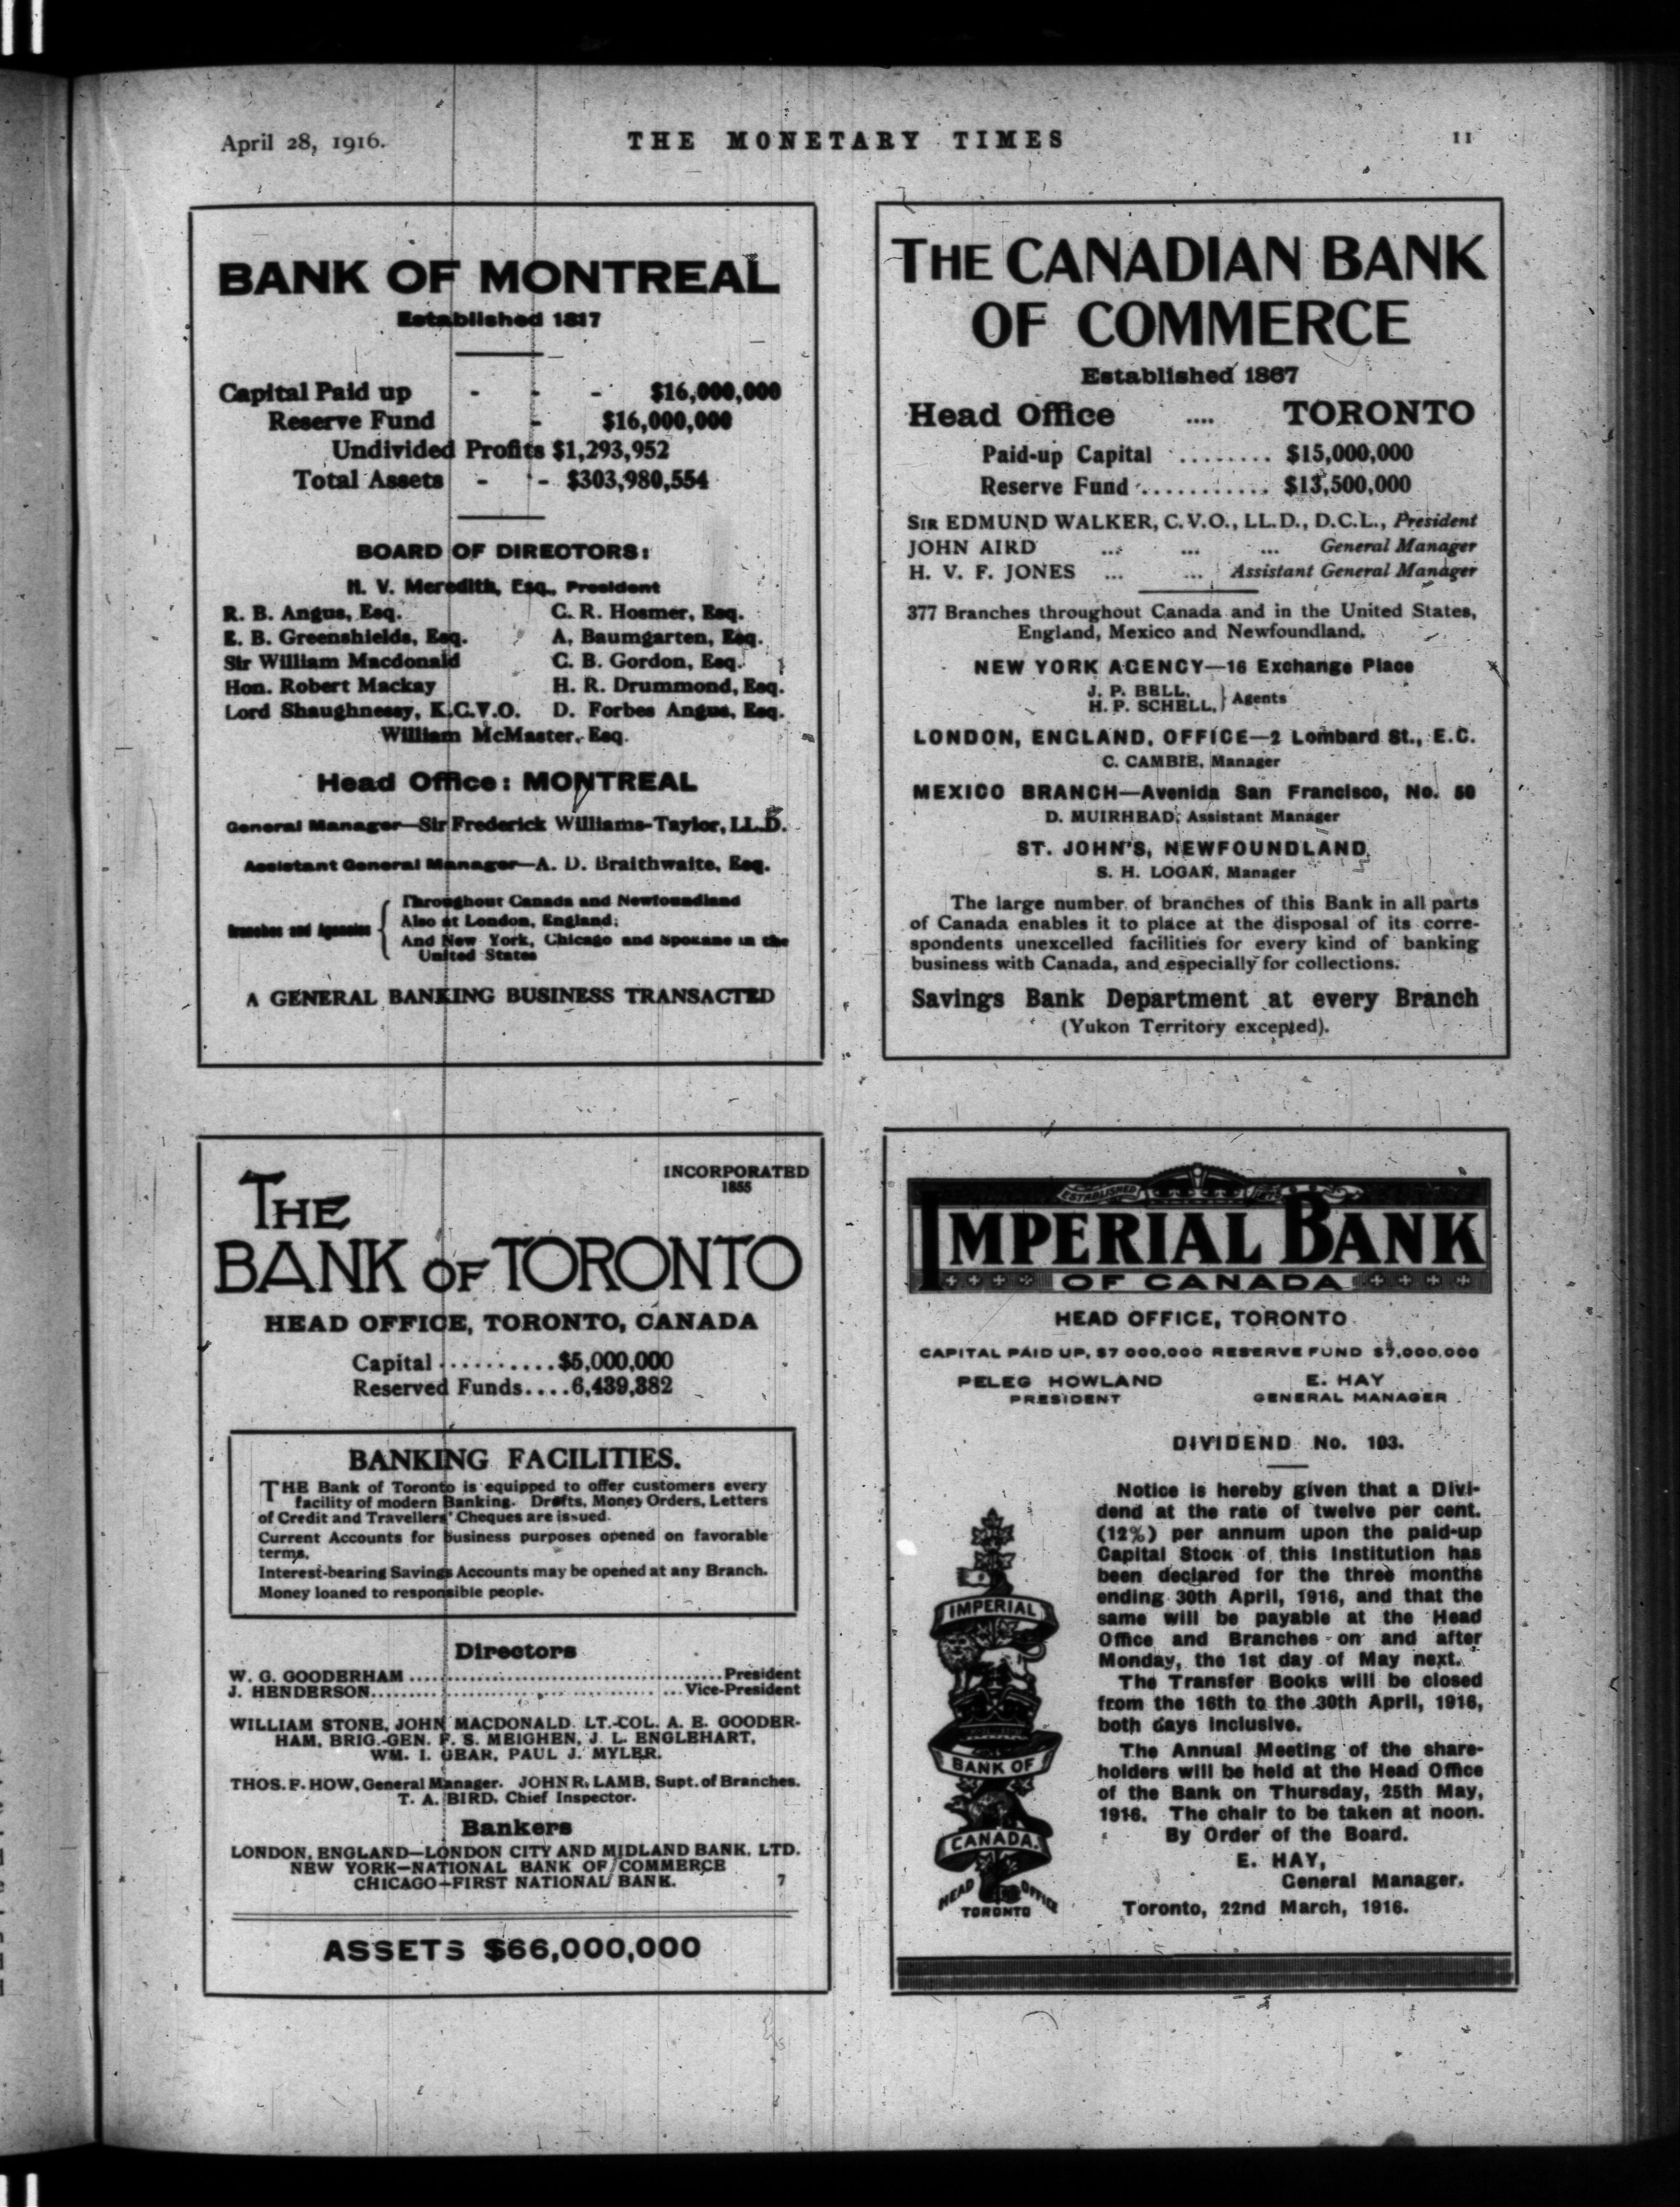 April 28, 1916.
THE MONETARY TIMES
11
BANK OF MONTREAL
Established 1817
Capital Paid up - - - $16,000,000
Reserve Fund - $16,000,000
Undivided Profits $1,293,952
Total Assets - - $303,980,554
BOARD OF DIRECTORS:
H. V. Meredith, Esq., President
R. B. Angus, Esq. C. R. Hosmer, Esq.
E. B. Greenshields, Esq. A. Baumgarten, Esq.
Sir William Macdonald C. B. Gordon, Esq.
Hon. Robert Mackay H. R. Drummond, Esq.
Lord Shaughnessy, K.C.V.O. D. Forbes Angus, Esq.
William McMaster, Esq.
Head Office: MONTREAL
General Manager—Sir Frederick Williams-Taylor, LL.D.
Assistant General Manager—A. D. Braithwaite, Esq.
Branches and Agencies
Throughout Canada and Newfoundland
Also at London, England;
And New York, Chicago and Spokane in the
United States
A GENERAL BANKING BUSINESS TRANSACTED
THE CANADIAN BANK
OF COMMERCE
Established 1867
Head Office .... TORONTO
Paid-up Capital ........ $15,000,000
Reserve Fund ........... $13,500,000
SIR EDMUND WALKER, C.V.O., LL.D., D.C.L., President
JOHN AIRD ... ... ... General Manager
H. V. F. JONES ... ... Assistant General Manager
377 Branches throughout Canada and in the United States,
England, Mexico and Newfoundland.
NEW YORK AGENCY—16 Exchange Place
J. P. BELL,
H. P. SCHELL, } Agents
LONDON, ENGLAND, OFFICE—2 Lombard St., E.C.
C. CAMBIE, Manager
MEXICO BRANCH—Avenida San Francisco, No. 50
D. MUIRHEAD, Assistant Manager
ST. JOHN'S, NEWFOUNDLAND,
S. H. LOGAN, Manager
The large number of branches of this Bank in all parts
of Canada enables it to place at the disposal of its corre-
spondents unexcelled facilities for every kind of banking
business with Canada, and especially for collections.
Savings Bank Department at every Branch
(Yukon Territory excepted).
INCORPORATED
1855
THE
BANK OF TORONTO
HEAD OFFICE, TORONTO, CANADA
Capital ..........$5,000,000
Reserved Funds....6,439,382
BANKING FACILITIES.
THE Bank of Toronto is equipped to offer customers every
facility of modern Banking. Drafts, Money Orders, Letters
of Credit and Travellers' Cheques are issued.
Current Accounts for business purposes opened on favorable
terms.
Interest-bearing Savings Accounts may be opened at any Branch.
Money loaned to responsible people.
Directors
W. G. GOODERHAM ........ President
J. HENDERSON ........ Vice-President
WILLIAM STONE, JOHN MACDONALD, LT.-COL. A. E. GOODER-
HAM, BRIG.-GEN. F. S. MEIGHEN, J. L. ENGLEHART,
WM. I. GEAR, PAUL J. MYLER.
THOS. F. HOW, General Manager. JOHN R. LAMB, Supt. of Branches.
T. A. BIRD, Chief Inspector.
Bankers
LONDON, ENGLAND—LONDON CITY AND MIDLAND BANK, LTD.
NEW YORK—NATIONAL BANK OF COMMERCE
CHICAGO—FIRST NATIONAL BANK. 7
ASSETS $66,000,000
ESTABLISHED
IMPERIAL BANK
OF CANADA
HEAD OFFICE, TORONTO
CAPITAL PAID UP, $7 000,000 RESERVE FUND $7,000,000
PELEG HOWLAND E. HAY
PRESIDENT GENERAL MANAGER
DIVIDEND No. 103.
Notice is hereby given that a Divi-
dend at the rate of twelve per cent.
(12%) per annum upon the paid-up
Capital Stock of this Institution has
been declared for the three months
ending 30th April, 1916, and that the
same will be payable at the Head
Office and Branches on and after
Monday, the 1st day of May next.
The Transfer Books will be closed
from the 16th to the 30th April, 1916,
both days inclusive.
The Annual Meeting of the share-
holders will be held at the Head Office
of the Bank on Thursday, 25th May,
1916. The chair to be taken at noon.
By Order of the Board.
E. HAY,
General Manager.
Toronto, 22nd March, 1916.
IMPERIAL
BANK OF
CANADA.
HEAD OFFICE
TORONTO